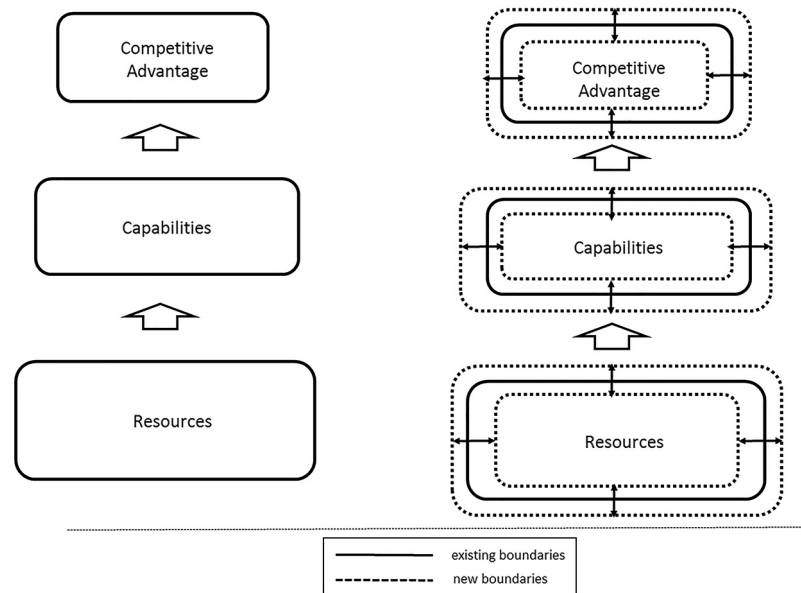 Competitive
Advantage
Capabilities
Resources
Competitive
Advantage
Capabilities
Resources
existing boundaries
new boundaries